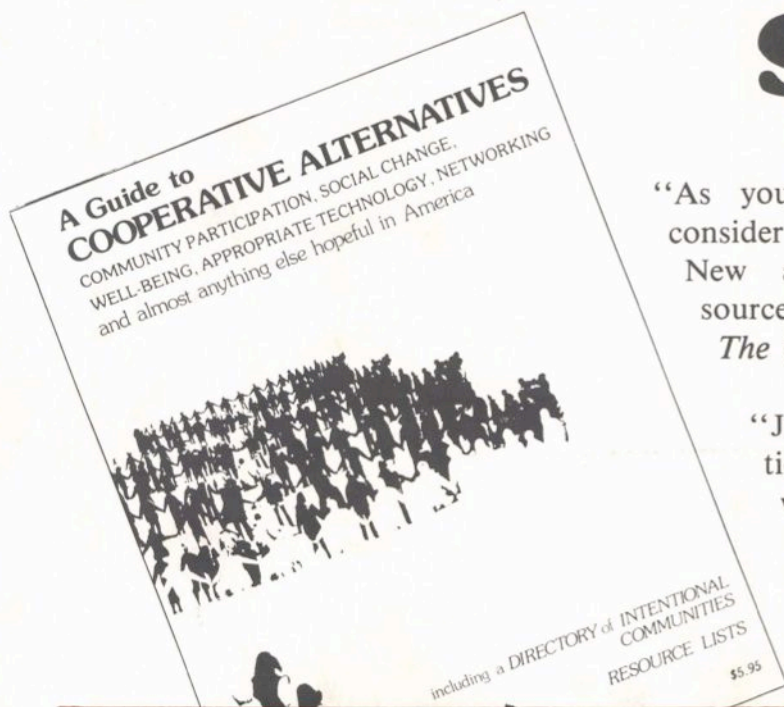 A Guide to
COOPERATIVE ALTERNATIVES
COMMUNITY PARTICIPATION, SOCIAL CHANGE,
WELL-BEING, APPROPRIATE TECHNOLOGY, NETWORKING
and almost anything else hopeful in America
including a DIRECTORY of INTENTIONAL
COMMUNITIES
RESOURCE LISTS
$5.95
“As you
consider
New
source
The
“J
ti